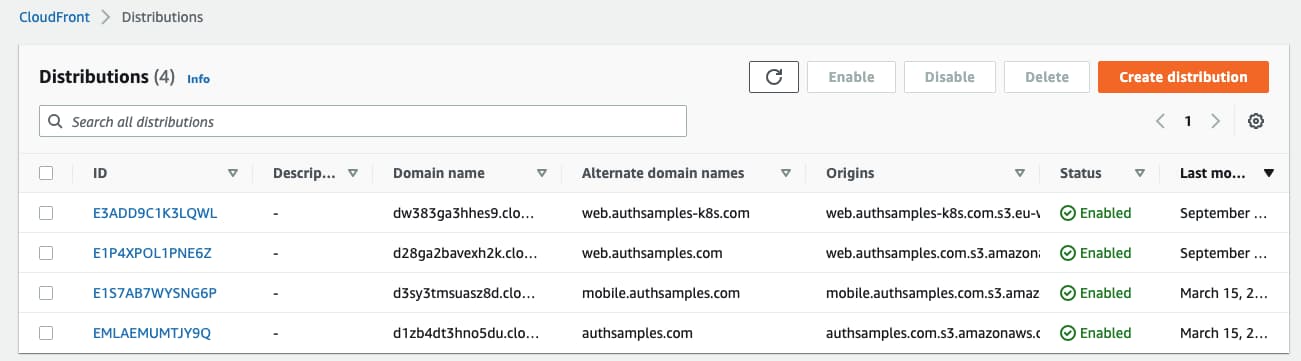 CloudFront > Distributions
Distributions (4) Info Enable Disable Delete Create distribution
Search all distributions 1
ID Descrip... Domain name Alternate domain names Origins Status Last mo...
E3ADD9C1K3LQWL - dw383ga3hhes9.clo... web.authsamples-k8s.com web.authsamples-k8s.com.s3.eu-v Enabled September ...
E1P4XPOL1PNE6Z - d28ga2bavexh2k.clo... web.authsamples.com web.authsamples.com.s3.amazona Enabled September ...
E1S7AB7WYSNG6P - d3sy3tmsuasz8d.clo... mobile.authsamples.com mobile.authsamples.com.s3.amaz Enabled March 15, 2...
EMLAEMUMTJY9Q - d1zb4dt3hno5du.clo... authsamples.com authsamples.com.s3.amazonaws.c Enabled March 15, 2...